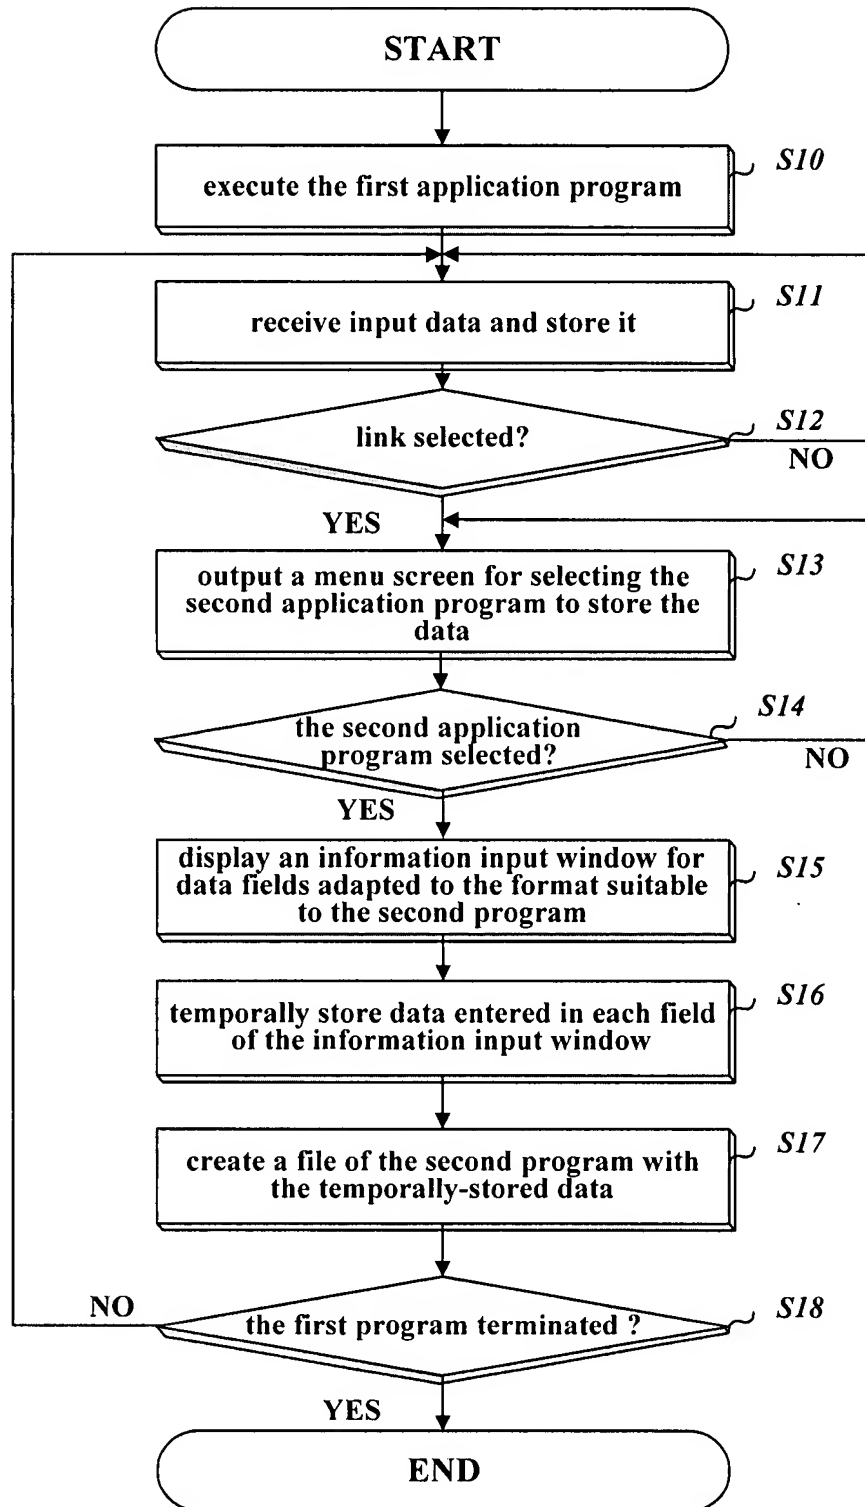 START
execute the first application program
S10
receive input data and store it
S11
link selected?
S12
NO
YES
output a menu screen for selecting the
second application program to store the
data
S13
the second application
program selected?
S14
NO
YES
display an information input window for
data fields adapted to the format suitable
to the second program
S15
temporally store data entered in each field
of the information input window
S16
create a file of the second program with
the temporally-stored data
S17
NO
the first program terminated ?
S18
YES
END